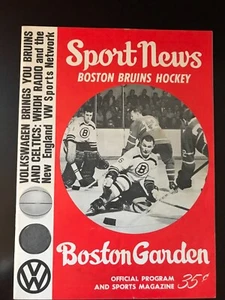 VOLKSWAGEN BRINGS YOU BRUINS
AND CELTICS: WHDH RADIO and the
New England VW Sports Network
Sport News
BOSTON BRUINS HOCKEY
B
Boston Garden
OFFICIAL PROGRAM
AND SPORTS MAGAZINE
35¢
VW